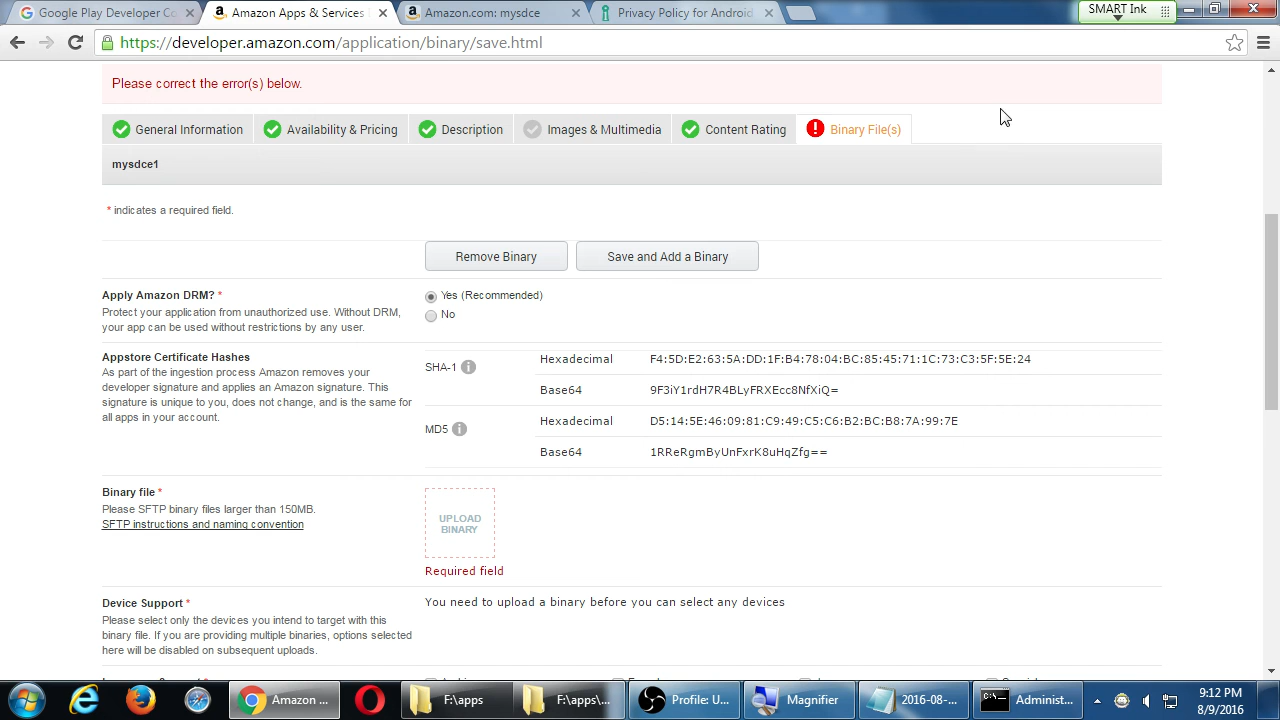 Google Play Developer Co
Amazon Apps & Services
Amazon.com: mysdce
Privacy Policy for Android
SMART Ink
https://developer.amazon.com/application/binary/save.html
Please correct the error(s) below.
General Information
Availability & Pricing
Description
Images & Multimedia
Content Rating
Binary File(s)
mysdce1
* indicates a required field.
Remove Binary
Save and Add a Binary
Apply Amazon DRM? *
Protect your application from unauthorized use. Without DRM,
your app can be used without restrictions by any user.
Yes (Recommended)
No
Appstore Certificate Hashes
As part of the ingestion process Amazon removes your
developer signature and applies an Amazon signature. This
signature is unique to you, does not change, and is the same for
all apps in your account.
SHA-1
Hexadecimal F4:5D:E2:63:5A:DD:1F:B4:78:04:BC:85:45:71:1C:73:C3:5F:5E:24
Base64 9F3iY1rdH7R4BLyFRXEcc8NfXiQ=
MD5
Hexadecimal D5:14:5E:46:09:81:C9:49:C5:C6:B2:BC:B8:7A:99:7E
Base64 1RReRgmByUnFxrK8uHqZfg==
Binary file *
Please SFTP binary files larger than 150MB.
SFTP instructions and naming convention
UPLOAD
BINARY
Required field
Device Support *
Please select only the devices you intend to target with this
binary file. If you are providing multiple binaries, options selected
here will be disabled on subsequent uploads.
You need to upload a binary before you can select any devices
Amazon ...
F:\apps
F:\apps\...
Profile: U...
Magnifier
2016-08-...
Administ...
9:12 PM
8/9/2016